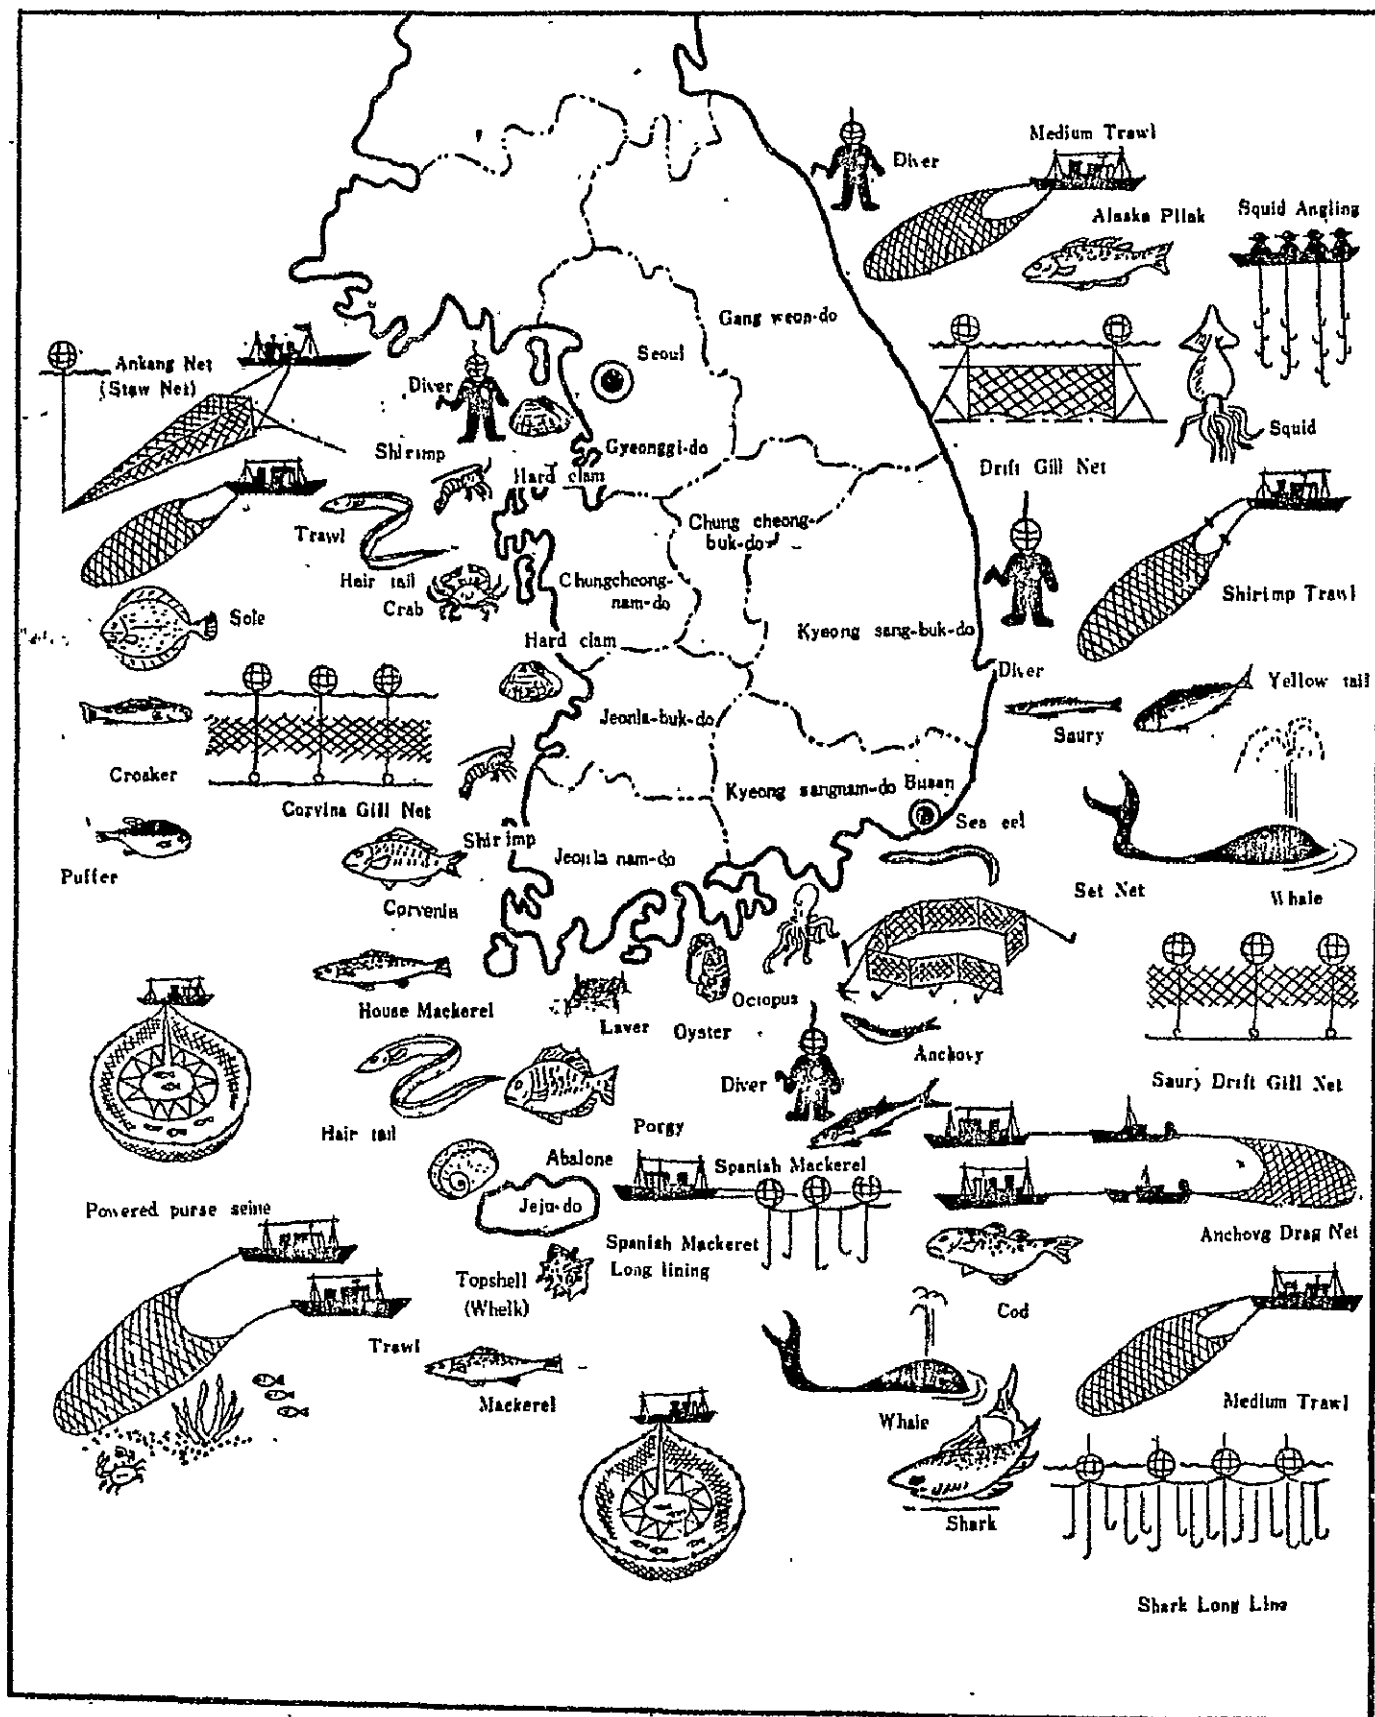 Medium Trawl
Diver
Alaska Pllak
Squid Angling
Gang weon-do
Seoul
Ankang Net
(Staw Net)
Diver
Squid
Shirimp
Gyeonggi-do
Hard clam
Drift Gill Net
Trawl
Chung cheong-
buk-do
Hair tail
Crab
Chungcheong-
nam-do
Shirimp Trawl
Sole
Hard clam
Kyeong sang-buk-do
Diver
Yellow tail
Jeonla-buk-do
Saury
Croaker
Corvina Gill Net
Kyeong sangnam-do
Busan
Sea eel
Shirimp
Jeonla nam-do
Puffer
Corvenia
Set Net
Whale
House Mackerel
Laver
Oyster
Octopus
Anchovy
Diver
Saury Drift Gill Net
Hair tail
Porgy
Abalone
Spanish Mackerel
Jeju-do
Powered purse seine
Spanish Mackeret
Long lining
Anchovg Drag Net
Topshell
(Whelk)
Cod
Trawl
Mackerel
Whale
Medium Trawl
Shark
Shark Long Line